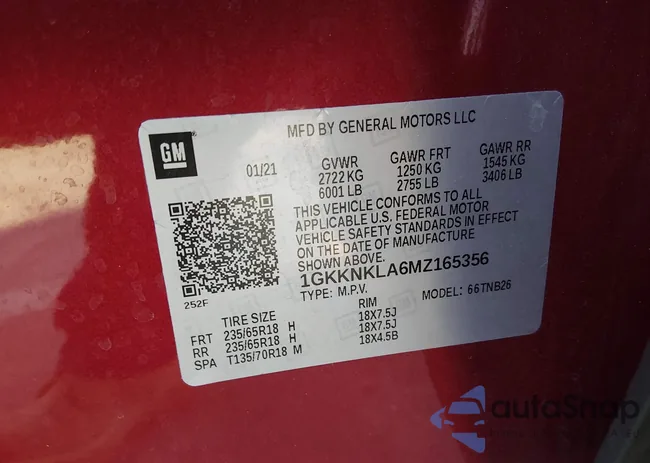 MFD BY GENERAL MOTORS LLC
GM
01/21 GVWR GAWR FRT GAWR RR
2722 KG 1250 KG 1545 KG
6001 LB 2755 LB 3406 LB
THIS VEHICLE CONFORMS TO ALL
APPLICABLE U.S. FEDERAL MOTOR
VEHICLE SAFETY STANDARDS IN EFFECT
ON THE DATE OF MANUFACTURE
SHOWN ABOVE.
1GKKNKLA6MZ165356
252F
TYPE: M.P.V. MODEL: 66TNB26
TIRE SIZE RIM
FRT 235/65R18 H 18X7.5J
RR 235/65R18 H 18X7.5J
SPA T135/70R18 M 18X4.5B
autoSnap